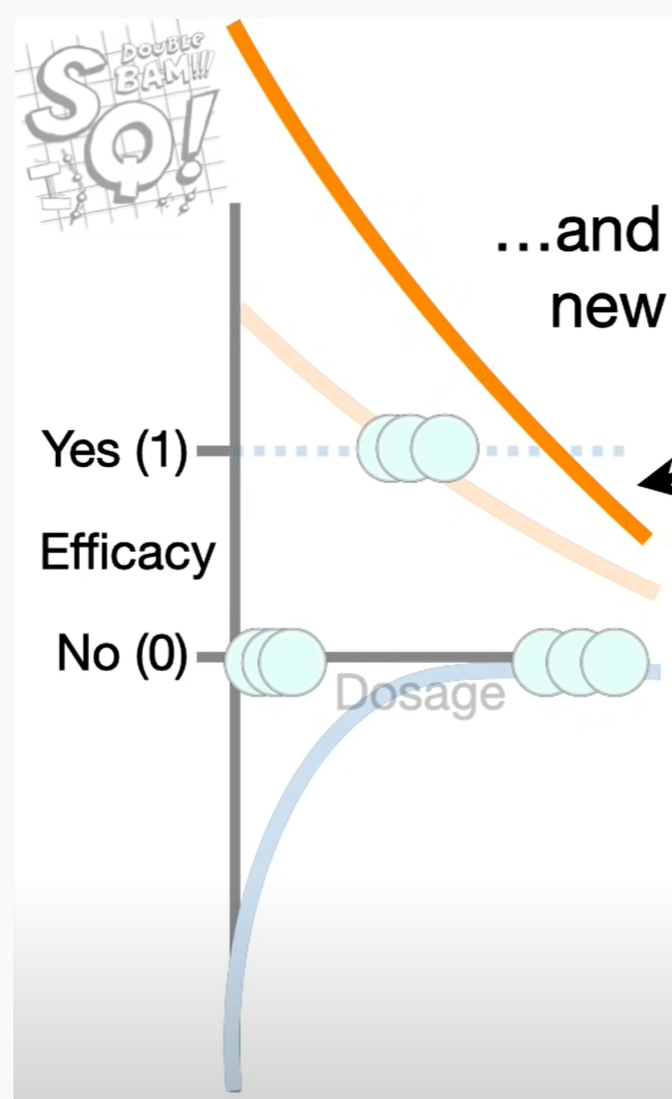 DOUBLE
BAM!!!
SQ!
...and
new
Yes (1)
Efficacy
No (0)
Dosage